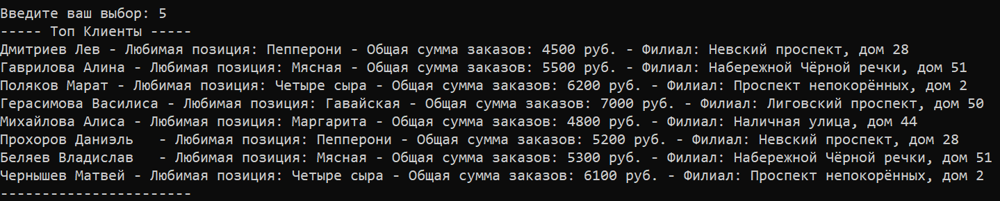 Введите ваш выбор: 5
----- Топ Клиенты -----
Дмитриев Лев - Любимая позиция: Пепперони - Общая сумма заказов: 4500 руб. - Филиал: Невский проспект, дом 28
Гаврилова Алина - Любимая позиция: Мясная - Общая сумма заказов: 5500 руб. - Филиал: Набережной Чёрной речки, дом 51
Поляков Марат - Любимая позиция: Четыре сыра - Общая сумма заказов: 6200 руб. - Филиал: Проспект непокорённых, дом 2
Герасимова Василиса - Любимая позиция: Гавайская - Общая сумма заказов: 7000 руб. - Филиал: Лиговский проспект, дом 50
Михайлова Алиса - Любимая позиция: Маргарита - Общая сумма заказов: 4800 руб. - Филиал: Наличная улица, дом 44
Прохоров Даниэль   - Любимая позиция: Пепперони - Общая сумма заказов: 5200 руб. - Филиал: Невский проспект, дом 28
Беляев Владислав   - Любимая позиция: Мясная - Общая сумма заказов: 5300 руб. - Филиал: Набережной Чёрной речки, дом 51
Чернышев Матвей - Любимая позиция: Четыре сыра - Общая сумма заказов: 6100 руб. - Филиал: Проспект непокорённых, дом 2
-----------------------